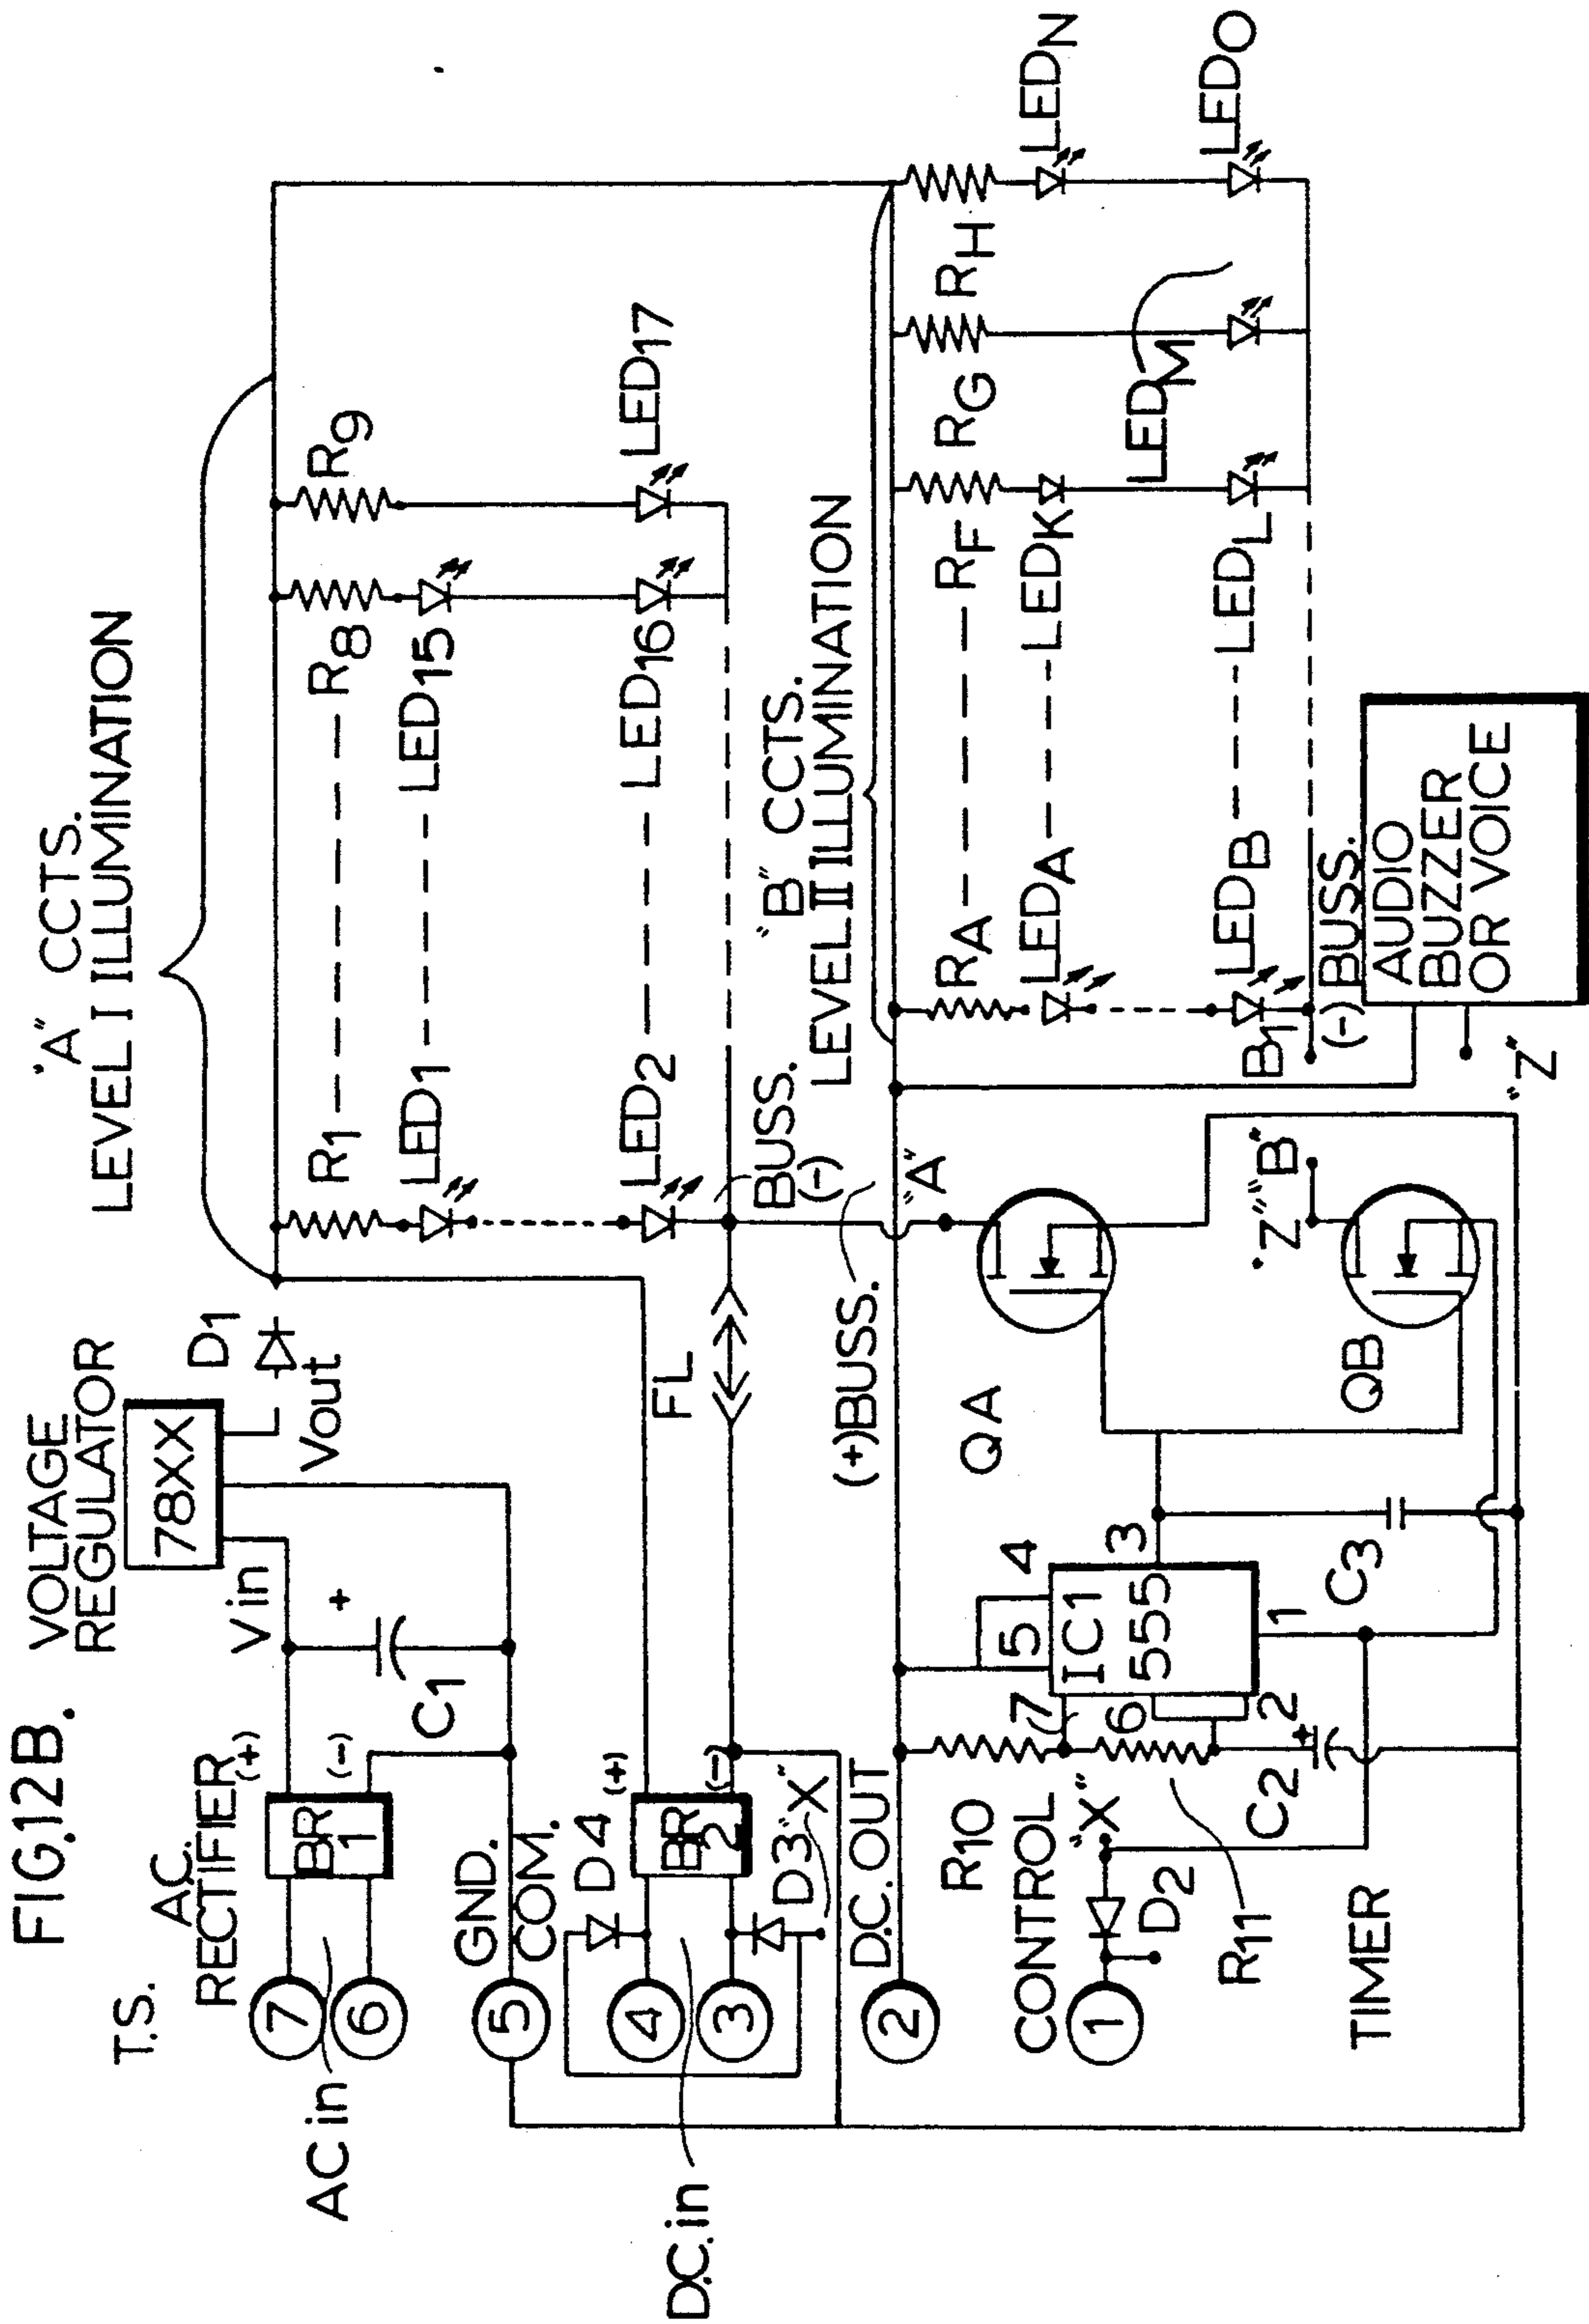 FIG.12B.
T.S.
A.C.
RECTIFIER
VOLTAGE
REGULATOR
78XX
Vin
Vout
D1
"A" CCTS.
LEVEL I ILLUMINATION
AC in
7
6
BR
1
(+)
(-)
+
C1
R1
R8
R9
LED1
LED15
LED2
LED16
LED17
GND.
COM.
5
D4
4
3
BR
2
(+)
(-)
D3
"X"
D.C. in
FL
BUSS.
(-)
"B" CCTS.
LEVEL II ILLUMINATION
(+)BUSS.
"A"
D.C. OUT
2
RA
RF
RG
RH
LEDA
LEDK
LEDM
LEDN
LEDB
LEDL
LEDO
B1
(-) BUSS.
R10
CONTROL
1
"X"
D2
R11
TIMER
7
6
5
4
IC1
555
3
2
1
+
C2
C3
QA
QB
"Z" "B"
AUDIO
BUZZER
OR VOICE
"Z"